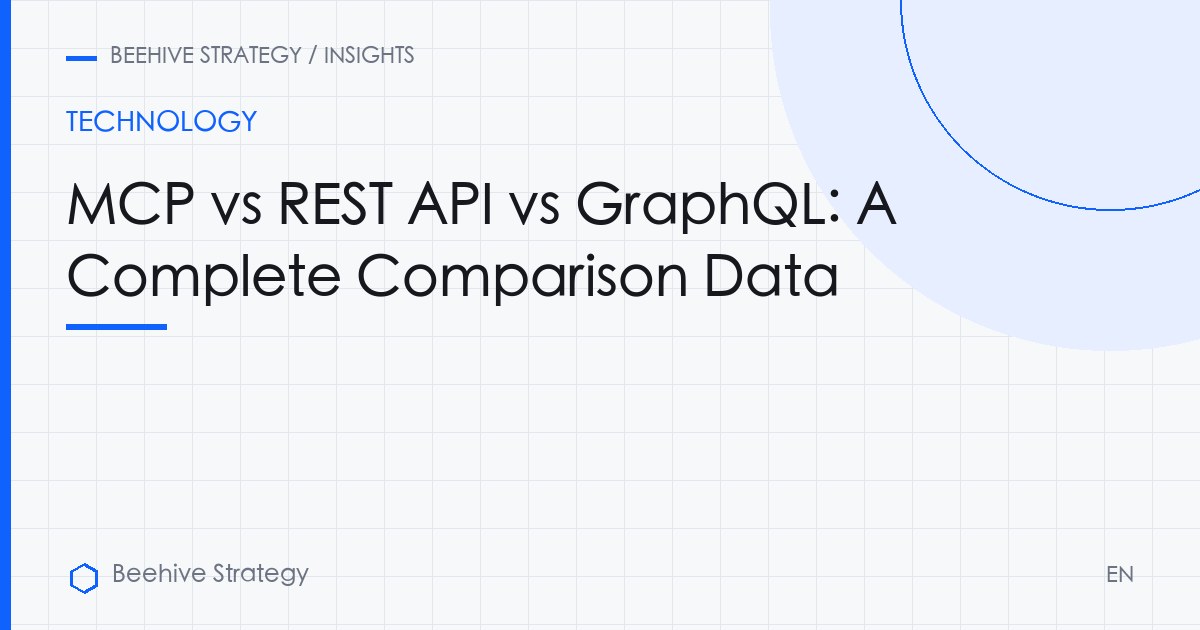 BEEHIVE STRATEGY / INSIGHTS
TECHNOLOGY
MCP vs REST API vs GraphQL: A
Complete Comparison Data
Beehive Strategy
EN